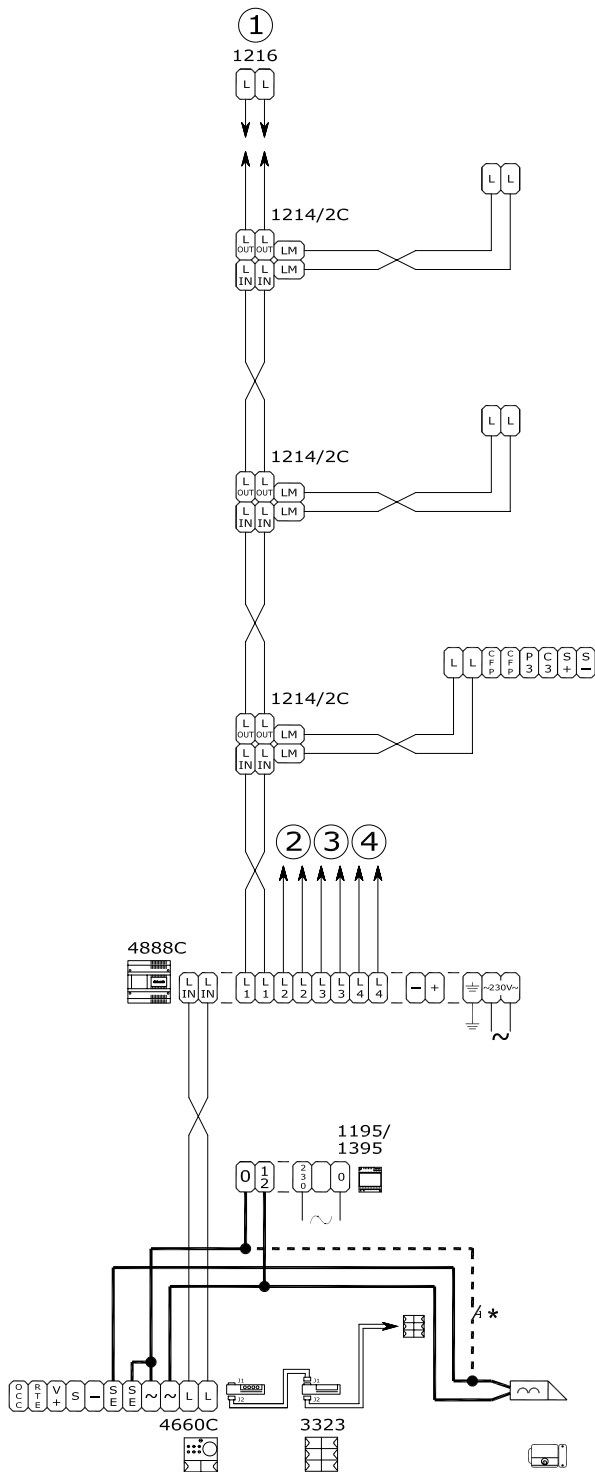 1
1216
L L
L L
1214/2C
L OUT L OUT LM
L IN L IN LM
L L
1214/2C
L OUT L OUT LM
L IN L IN LM
L L CFP CFP P3 C3 S+ S−
1214/2C
L OUT L OUT LM
L IN L IN LM
2 3 4
4888C
L IN L IN L1 L1 L2 L2 L3 L3 L4 L4 − + ~230V~
~
1195/
1395
0 12 230 0
~
*
J1 J1
J2 J2
OCC RTE V+ S − SE SE ~ ~ L L
4660C 3323